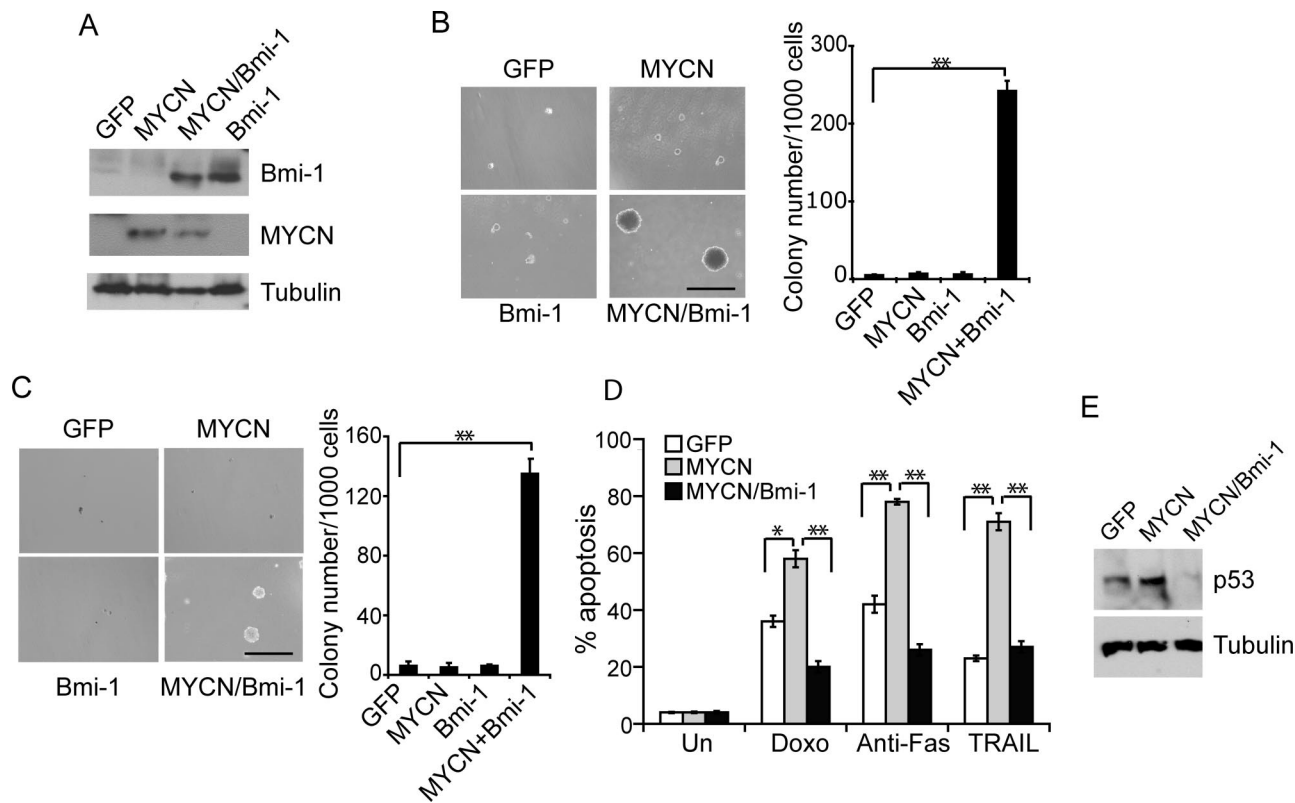 A
GFP
MYCN
MYCN/Bmi-1
Bmi-1
Bmi-1
MYCN
Tubulin
B
GFP
MYCN
Bmi-1
MYCN/Bmi-1
Colony number/1000 cells
300
200
100
0
**
GFP
MYCN
Bmi-1
MYCN+Bmi-1
C
GFP
MYCN
Bmi-1
MYCN/Bmi-1
Colony number/1000 cells
160
120
80
40
0
**
GFP
MYCN
Bmi-1
MYCN+Bmi-1
D
% apoptosis
100
80
60
40
20
0
GFP
MYCN
MYCN/Bmi-1
* **
** **
** **
Un Doxo Anti-Fas TRAIL
E
GFP
MYCN
MYCN/Bmi-1
p53
Tubulin